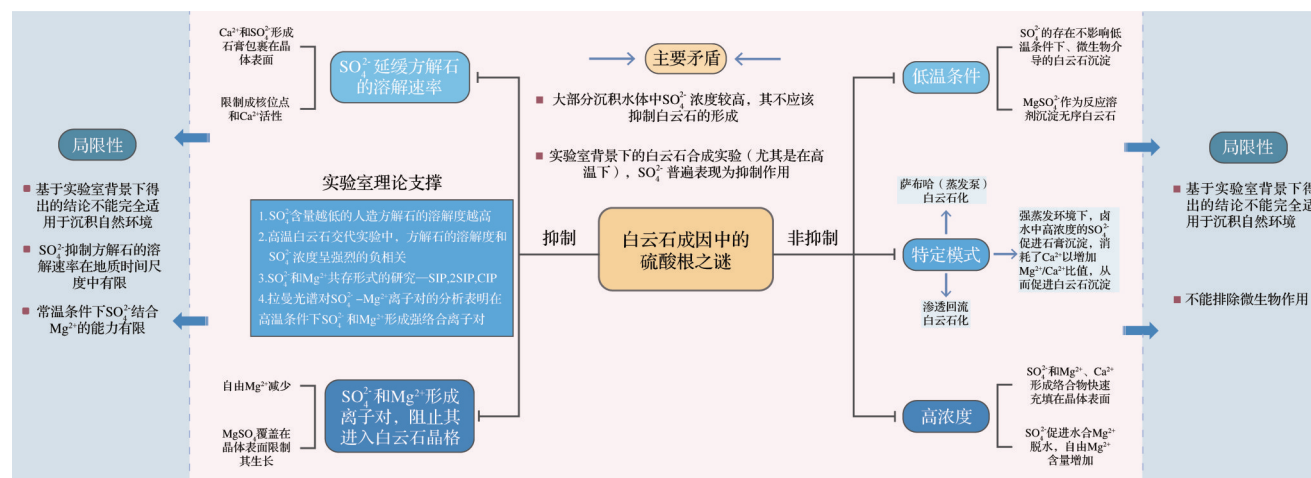 局限性
■ 基于实验室背景下得
出的结论不能完全适
用于沉积自然环境
■ SO₄²⁻抑制方解石的溶
解速率在地质时间尺
度中有限
■ 常温条件下SO₄²⁻结合
Mg²⁺的能力有限
Ca²⁺和SO₄²⁻形成
石膏包裹在晶
体表面
限制成核位点
和Ca²⁺活性
SO₄²⁻延缓方解石
的溶解速率
实验室理论支撑
1.SO₄²⁻含量越低的人造方解石的溶解度越高
2.高温白云石交代实验中，方解石的溶解度和
SO₄²⁻浓度呈强烈的负相关
3.SO₄²⁻和Mg²⁺共存形式的研究—SIP,2SIP,CIP
4.拉曼光谱对SO₄²⁻–Mg²⁺离子对的分析表明在
高温条件下SO₄²⁻和Mg²⁺形成强络合离子对
自由Mg²⁺减少
MgSO₄覆盖在
晶体表面限制
其生长
SO₄²⁻和Mg²⁺形成
离子对，阻止其
进入白云石晶格
主要矛盾
■ 大部分沉积水体中SO₄²⁻浓度较高，其不应该
抑制白云石的形成
■ 实验室背景下的白云石合成实验（尤其是在高
温下），SO₄²⁻普遍表现为抑制作用
抑制
白云石成因中的
硫酸根之谜
非抑制
低温条件
SO₄²⁻的存在不影响低
温条件下、微生物介
导的白云石沉淀
MgSO₄²⁻作为反应溶
剂沉淀无序白云石
萨布哈（蒸发泵）
白云石化
特定模式
渗透回流
白云石化
强蒸发环境下，卤
水中高浓度的SO₄²⁻
促进石膏沉淀，消
耗了Ca²⁺以增加
Mg²⁺/Ca²⁺比值，从
而促进白云石沉淀
高浓度
SO₄²⁻和Mg²⁺、Ca²⁺
形成络合物快速
充填在晶体表面
SO₄²⁻促进水合Mg²⁺
脱水，自由Mg²⁺
含量增加
局限性
■ 基于实验室背景下得
出的结论不能完全适
用于沉积自然环境
■ 不能排除微生物作用